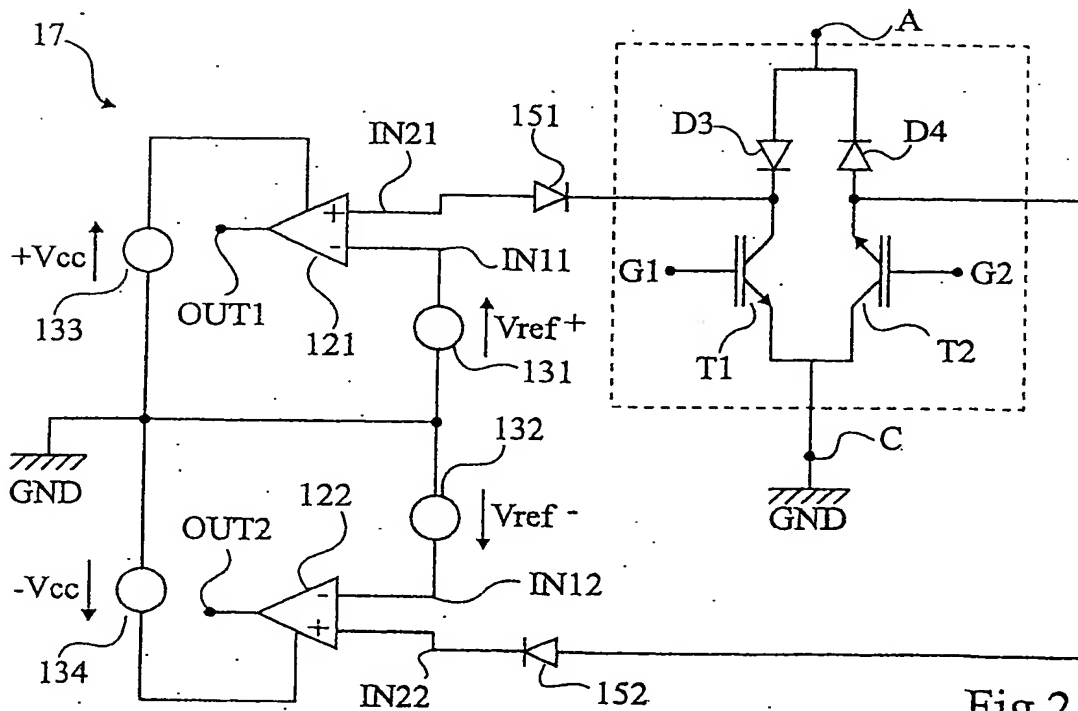 17
A
151
D3
D4
IN21
+
-
+Vcc
IN11
G1
G2
133
OUT1
121
Vref+
131
T1
T2
132
C
GND
GND
122
OUT2
Vref -
-Vcc
-
+
IN12
134
IN22
152
Fig 2